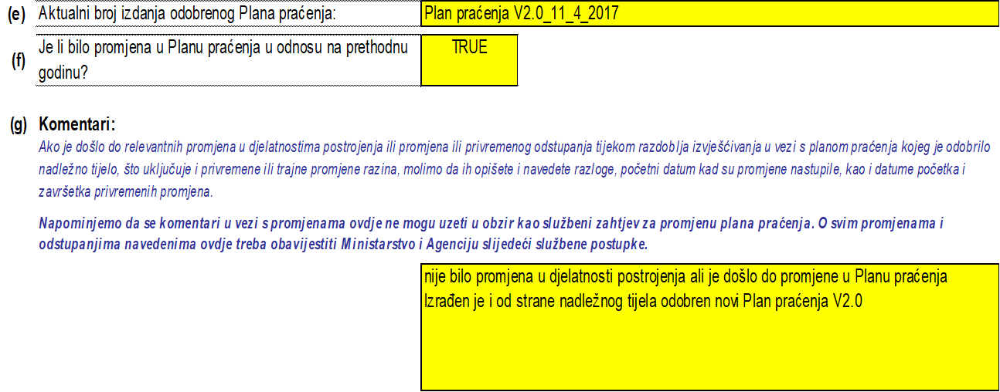 (e) Aktualni broj izdanja odobrenog Plana praćenja: Plan praćenja V2.0_11_4_2017
(f) Je li bilo promjena u Planu praćenja u odnosu na prethodnu godinu? TRUE
(g) Komentari:
Ako je došlo do relevantnih promjena u djelatnostima postrojenja ili promjena ili privremenog odstupanja tijekom razdoblja izvješćivanja u vezi s planom praćenja kojeg je odobrilo
nadležno tijelo, što uključuje i privremene ili trajne promjene razina, molimo da ih opišete i navedete razloge, početni datum kad su promjene nastupile, kao i datume početka i
završetka privremenih promjena.
Napominjemo da se komentari u vezi s promjenama ovdje ne mogu uzeti u obzir kao službeni zahtjev za promjenu plana praćenja. O svim promjenama i
odstupanjima navedenima ovdje treba obavijestiti Ministarstvo i Agenciju slijedeći službene postupke.
nije bilo promjena u djelatnosti postrojenja ali je došlo do promjene u Planu praćenja
Izrađen je i od strane nadležnog tijela odobren novi Plan praćenja V2.0